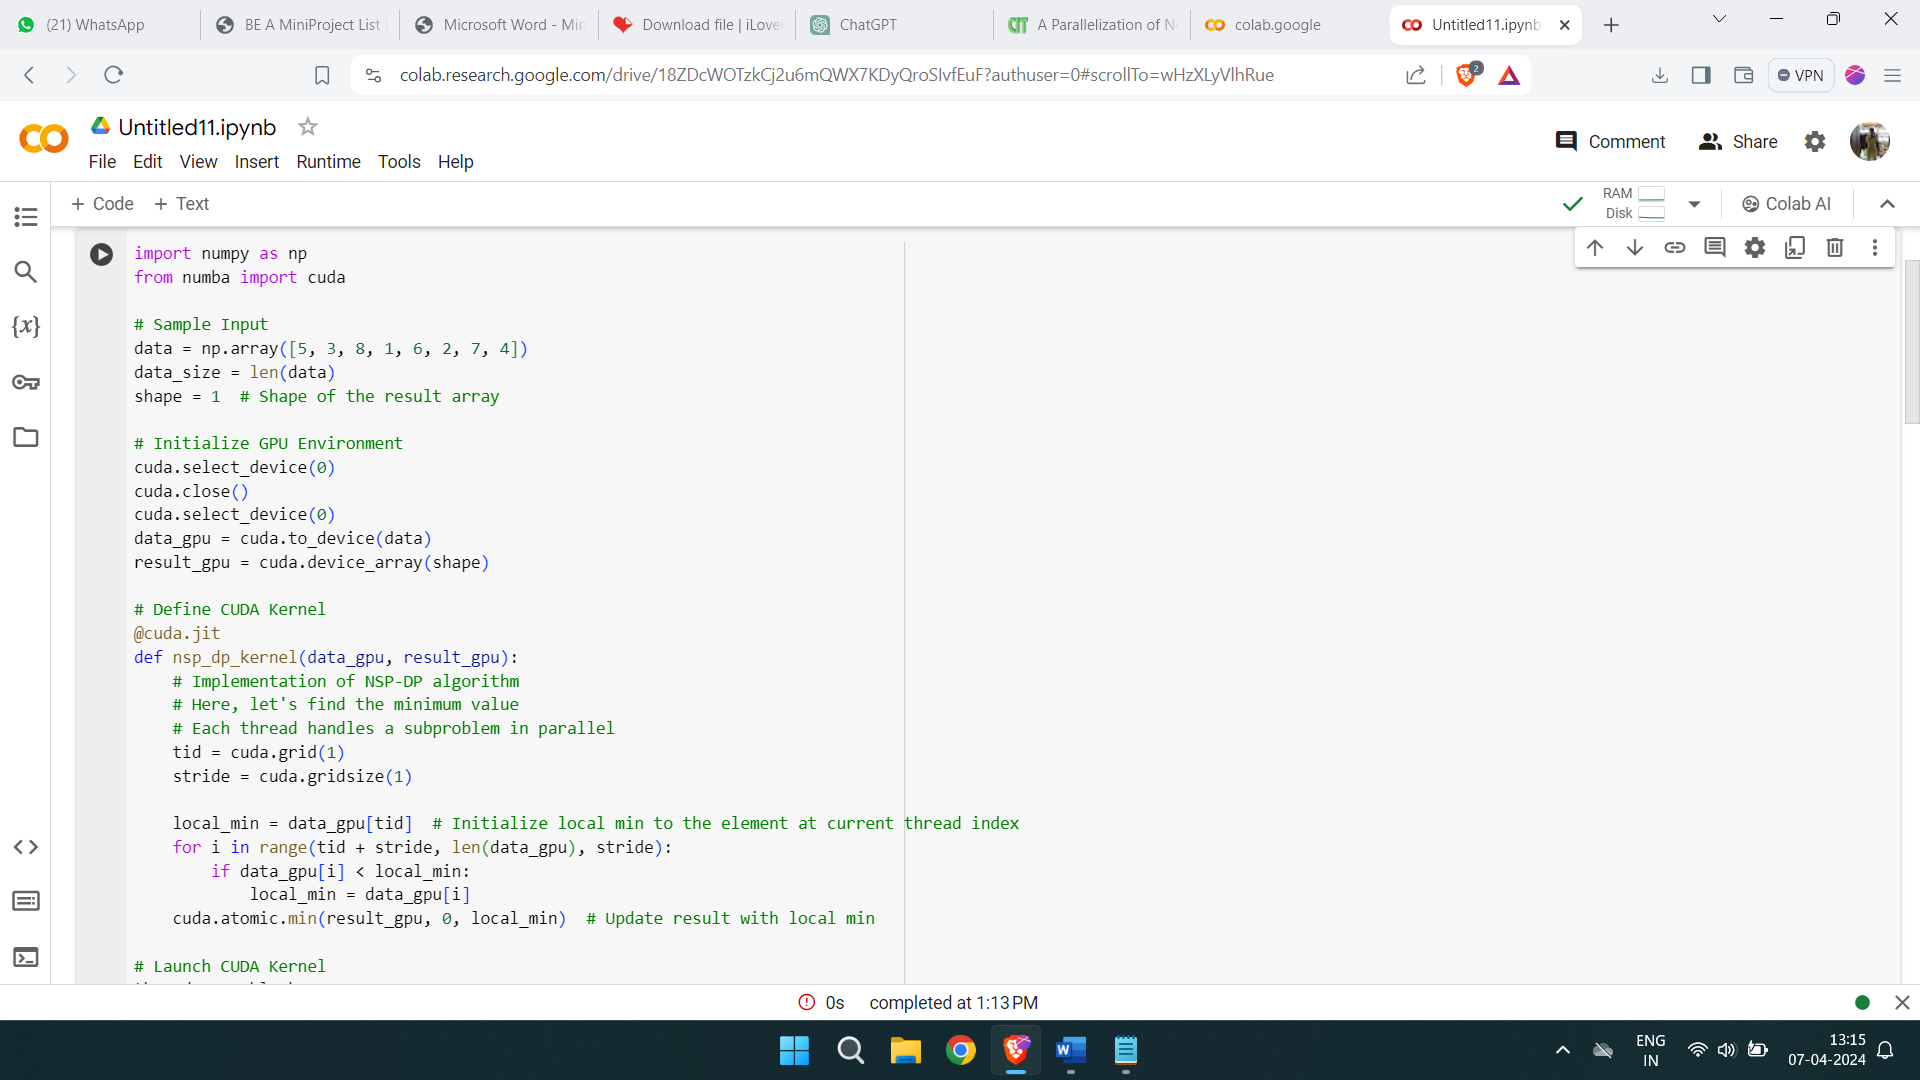 (21) WhatsApp
BE A MiniProject List
Microsoft Word - Min
Download file | iLove
ChatGPT
A Parallelization of N
colab.google
Untitled11.ipynb
colab.research.google.com/drive/18ZDcWOTzkCj2u6mQWX7KDyQroSIvfEuF?authuser=0#scrollTo=wHzXLyVlhRue
2
VPN
Untitled11.ipynb
File Edit View Insert Runtime Tools Help
Comment Share
+ Code + Text
RAM
Disk
Colab AI
import numpy as np
from numba import cuda
# Sample Input
data = np.array([5, 3, 8, 1, 6, 2, 7, 4])
data_size = len(data)
shape = 1  # Shape of the result array
# Initialize GPU Environment
cuda.select_device(0)
cuda.close()
cuda.select_device(0)
data_gpu = cuda.to_device(data)
result_gpu = cuda.device_array(shape)
# Define CUDA Kernel
@cuda.jit
def nsp_dp_kernel(data_gpu, result_gpu):
    # Implementation of NSP-DP algorithm
    # Here, let's find the minimum value
    # Each thread handles a subproblem in parallel
    tid = cuda.grid(1)
    stride = cuda.gridsize(1)
    local_min = data_gpu[tid]  # Initialize local min to the element at current thread index
    for i in range(tid + stride, len(data_gpu), stride):
        if data_gpu[i] < local_min:
            local_min = data_gpu[i]
    cuda.atomic.min(result_gpu, 0, local_min)  # Update result with local min
# Launch CUDA Kernel
0s completed at 1:13 PM
ENG
IN
13:15
07-04-2024